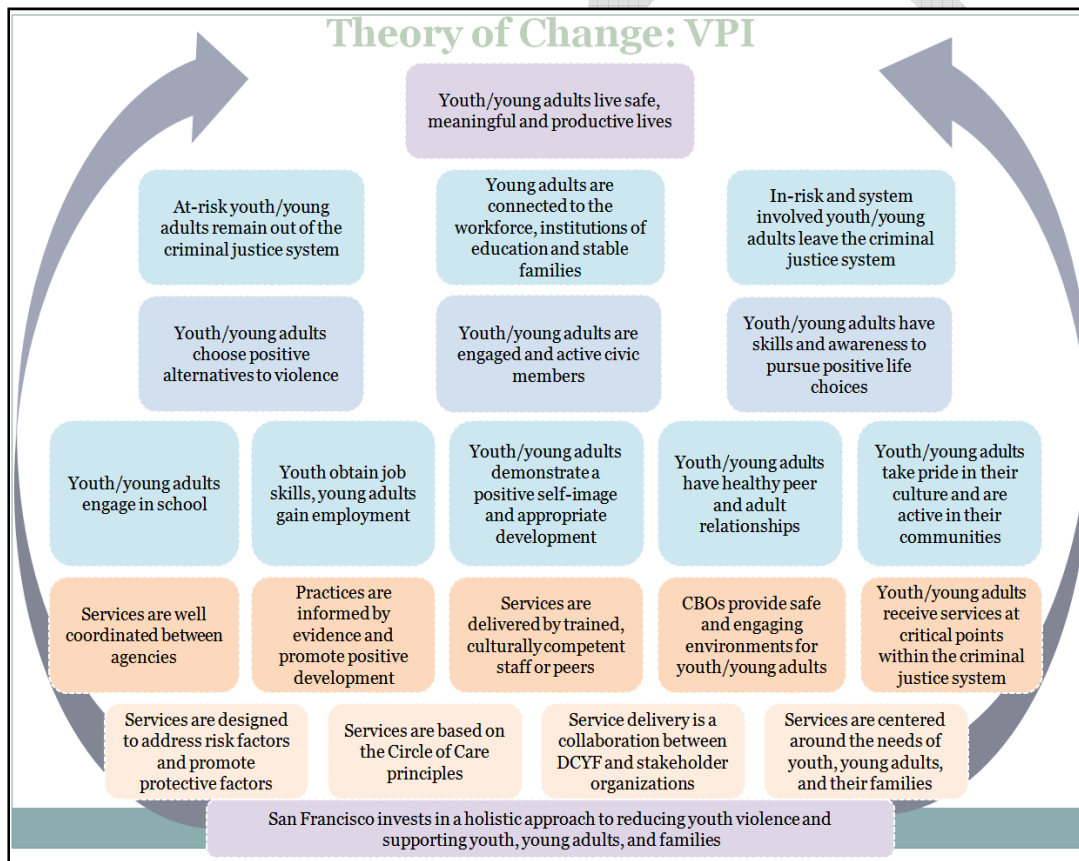 Theory of Change: VPI
Youth/young adults live safe,
meaningful and productive lives
At-risk youth/young
adults remain out of the
criminal justice system
Young adults are
connected to the
workforce, institutions of
education and stable
families
In-risk and system
involved youth/young
adults leave the criminal
justice system
Youth/young adults
choose positive
alternatives to violence
Youth/young adults are
engaged and active civic
members
Youth/young adults have
skills and awareness to
pursue positive life
choices
Youth/young adults
engage in school
Youth obtain job
skills, young adults
gain employment
Youth/young adults
demonstrate a
positive self-image
and appropriate
development
Youth/young adults
have healthy peer
and adult
relationships
Youth/young adults
take pride in their
culture and are
active in their
communities
Services are well
coordinated between
agencies
Practices are
informed by
evidence and
promote positive
development
Services are
delivered by trained,
culturally competent
staff or peers
CBOs provide safe
and engaging
environments for
youth/young adults
Youth/young adults
receive services at
critical points
within the criminal
justice system
Services are designed
to address risk factors
and promote
protective factors
Services are based on
the Circle of Care
principles
Service delivery is a
collaboration between
DCYF and stakeholder
organizations
Services are centered
around the needs of
youth, young adults,
and their families
San Francisco invests in a holistic approach to reducing youth violence and
supporting youth, young adults, and families